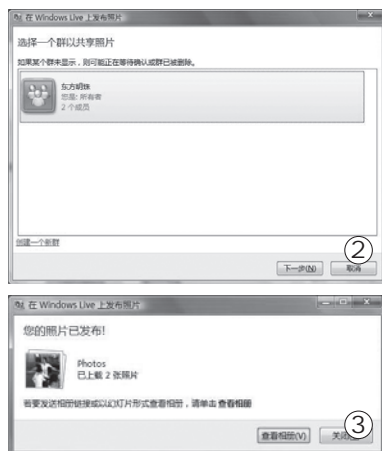 在 Windows Live 上发布照片
选择一个群以共享照片
如果某个群未显示，则可能正在等待确认或群已被删除。
东方明珠
您是: 所有者
2 个成员
创建一个新群
②
下一步(N)
取消
在 Windows Live 上发布照片
您的照片已发布!
Photos
已上载 2 张照片
若要发送相册链接或以幻灯片形式查看相册，请单击 查看相册
查看相册(V)
关闭
③